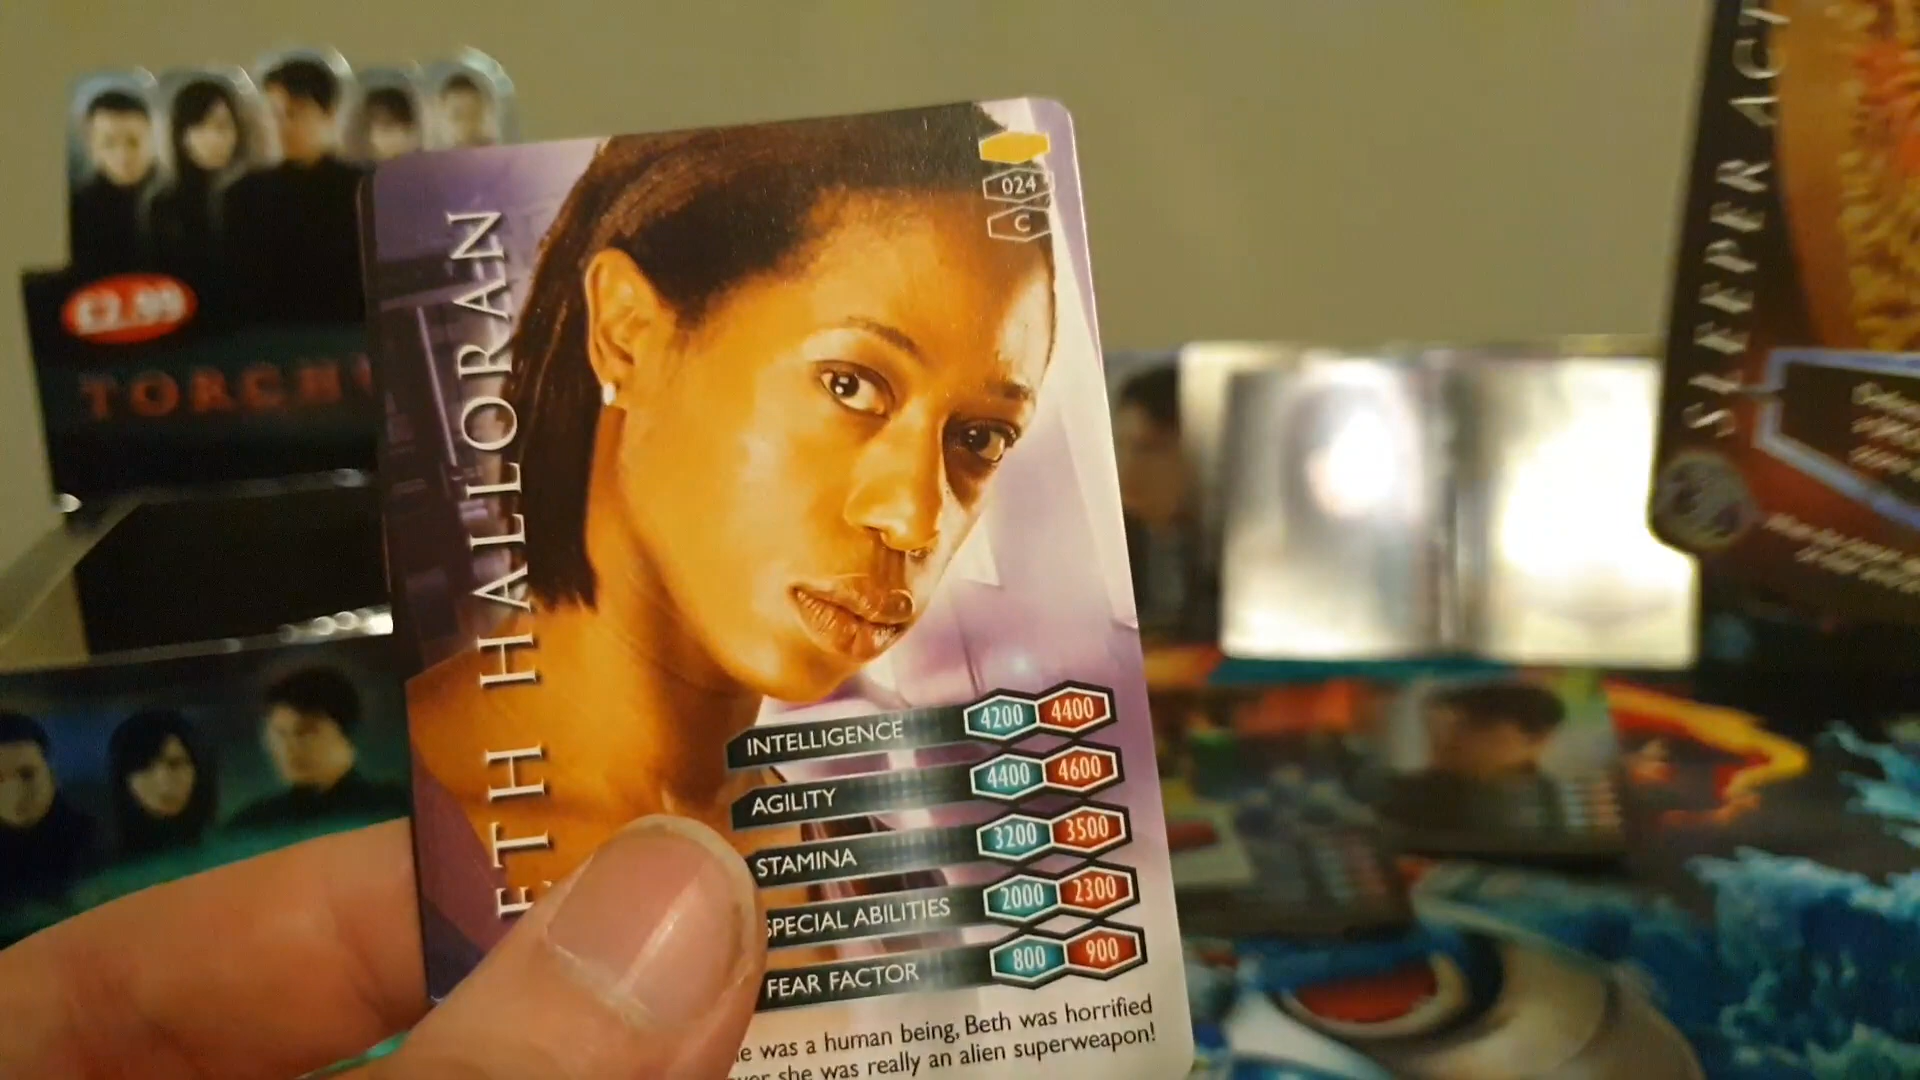 £2.99
TORCH
ETH HALLORAN
024
C
INTELLIGENCE 4200 4400
AGILITY 4400 4600
STAMINA 3200 3500
SPECIAL ABILITIES 2000 2300
FEAR FACTOR 800 900
e was a human being, Beth was horrified
she was really an alien superweapon!
SLEEPER ACT